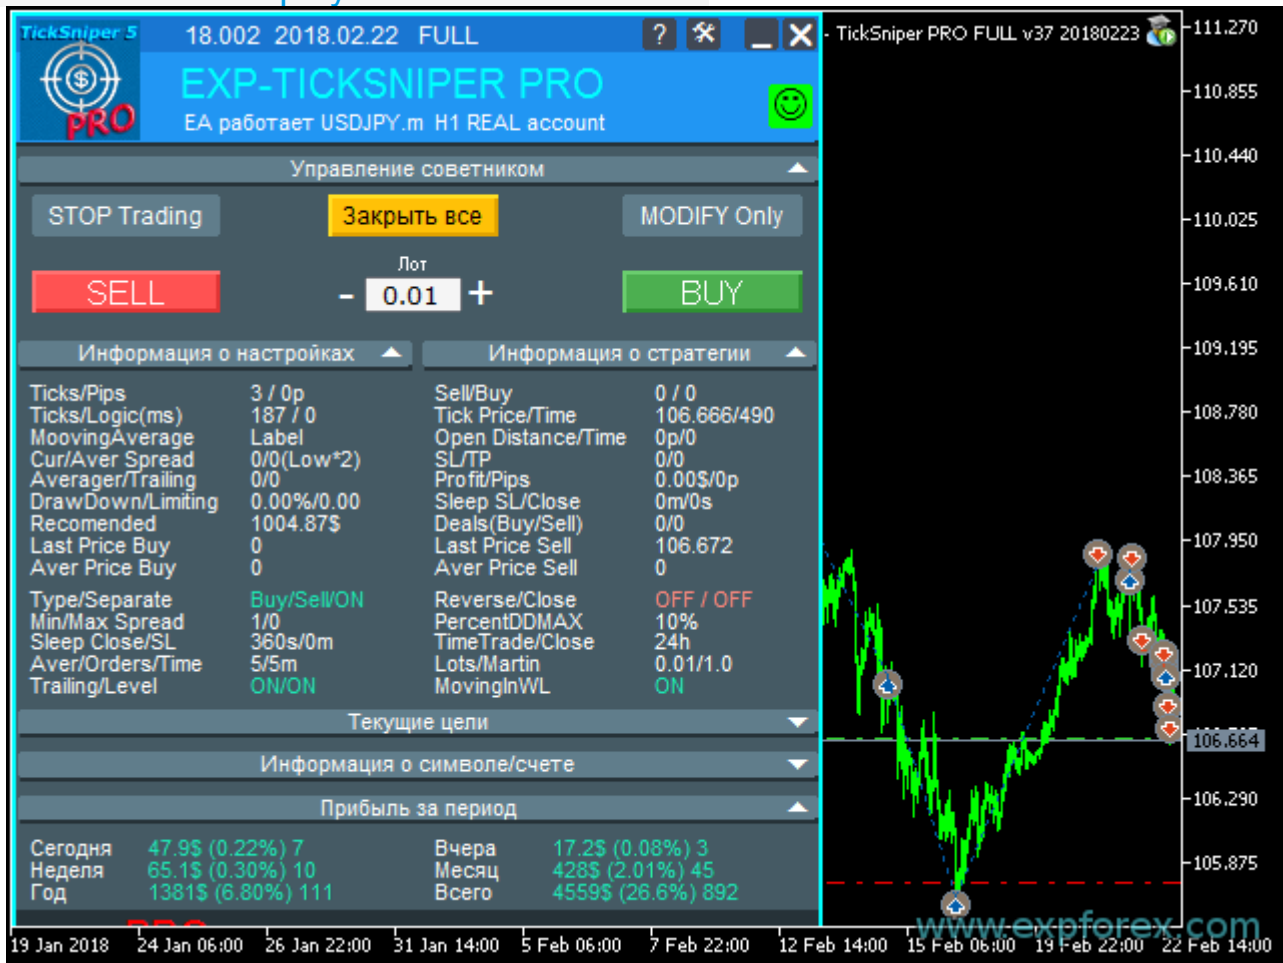 TickSniper 5
PRO
18.002 2018.02.22 FULL
?
EXP-TICKSNIPER PRO
EA работает USDJPY.m H1 REAL account
- TickSniper PRO FULL v37 20180223
Управление советником
STOP Trading
Закрыть все
MODIFY Only
Лот
SELL
- 0.01 +
BUY
Информация о настройках
Информация о стратегии
Ticks/Pips 3 / 0p Sell/Buy 0 / 0
Ticks/Logic(ms) 187 / 0 Tick Price/Time 106.666/490
MoovingAverage Label Open Distance/Time 0p/0
Cur/Aver Spread 0/0(Low*2) SL/TP 0/0
Averager/Trailing 0/0 Profit/Pips 0.00$/0p
DrawDown/Limiting 0.00%/0.00 Sleep SL/Close 0m/0s
Recomended 1004.87$ Deals(Buy/Sell) 0/0
Last Price Buy 0 Last Price Sell 106.672
Aver Price Buy 0 Aver Price Sell 0
Type/Separate Buy/Sell/ON Reverse/Close OFF / OFF
Min/Max Spread 1/0 PercentDDMAX 10%
Sleep Close/SL 360s/0m TimeTrade/Close 24h
Aver/Orders/Time 5/5m Lots/Martin 0.01/1.0
Trailing/Level ON/ON MovingInWL ON
Текущие цели
Информация о символе/счете
Прибыль за период
Сегодня 47.9$ (0.22%) 7 Вчера 17.2$ (0.08%) 3
Неделя 65.1$ (0.30%) 10 Месяц 428$ (2.01%) 45
Год 1381$ (6.80%) 111 Всего 4559$ (26.6%) 892
111.270
110.855
110.440
110.025
109.610
109.195
108.780
108.365
107.950
107.535
107.120
106.664
106.290
105.875
www.expforex.com
19 Jan 2018 24 Jan 06:00 26 Jan 22:00 31 Jan 14:00 5 Feb 06:00 7 Feb 22:00 12 Feb 14:00 15 Feb 06:00 19 Feb 22:00 22 Feb 14:00